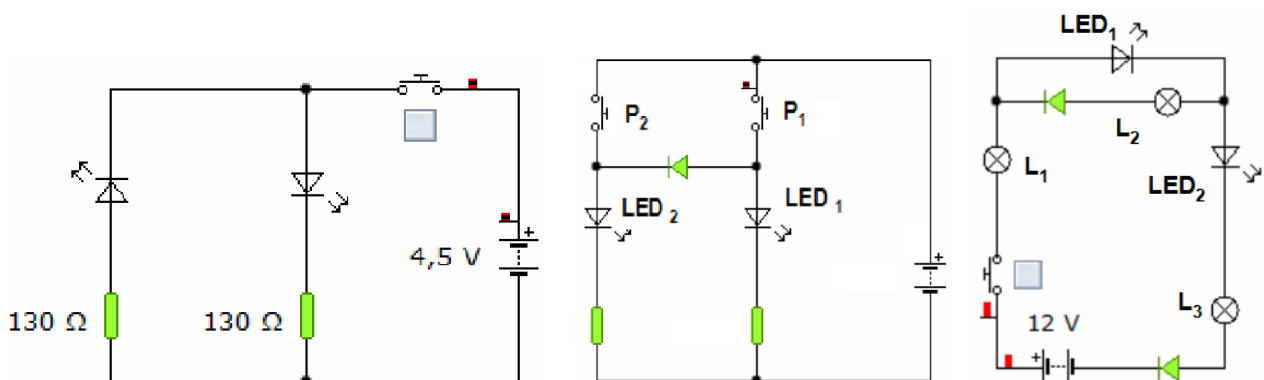 4,5 V
130 Ω
130 Ω
P₂
P₁
LED ₂
LED ₁
LED₁
L₂
L₁
LED₂
L₃
12 V